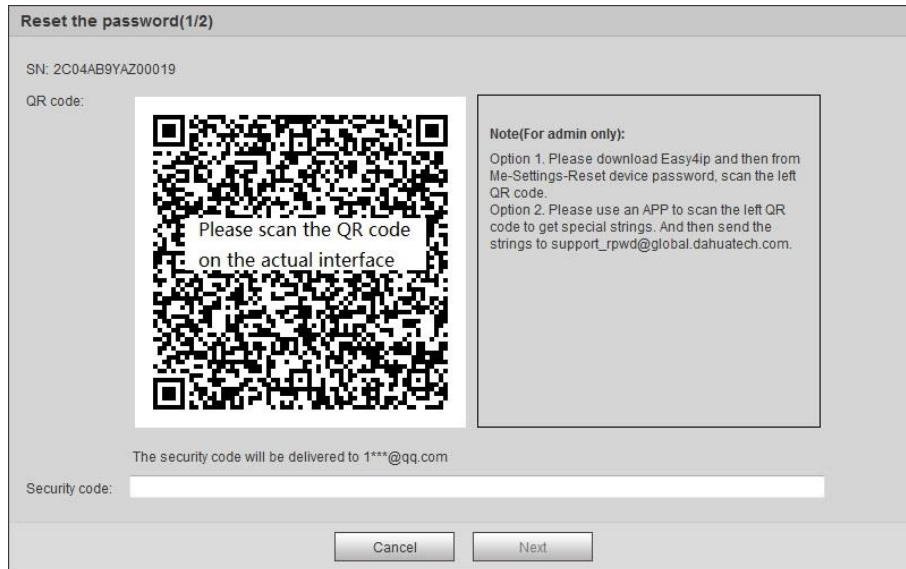 Reset the password(1/2)
SN: 2C04AB9YAZ00019
QR code:
Please scan the QR code
on the actual interface
Note(For admin only):
Option 1. Please download Easy4ip and then from
Me-Settings-Reset device password, scan the left
QR code.
Option 2. Please use an APP to scan the left QR
code to get special strings. And then send the
strings to support_rpwd@global.dahuatech.com.
The security code will be delivered to 1***@qq.com
Security code:
Cancel
Next